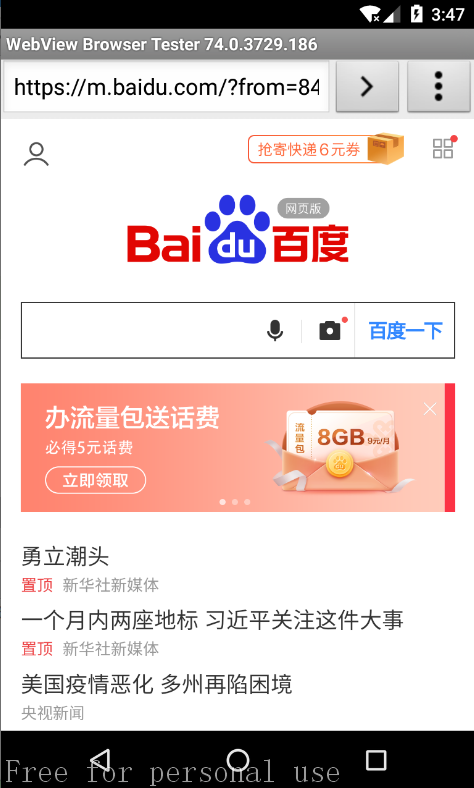 3:47
WebView Browser Tester 74.0.3729.186
https://m.baidu.com/?from=84
抢寄快递6元券
网页版
Bai du 百度
百度一下
办流量包送话费
必得5元话费
立即领取
流量包
8GB 9元/月
勇立潮头
置顶 新华社新媒体
一个月内两座地标 习近平关注这件大事
置顶 新华社新媒体
美国疫情恶化 多州再陷困境
央视新闻
Free for personal use